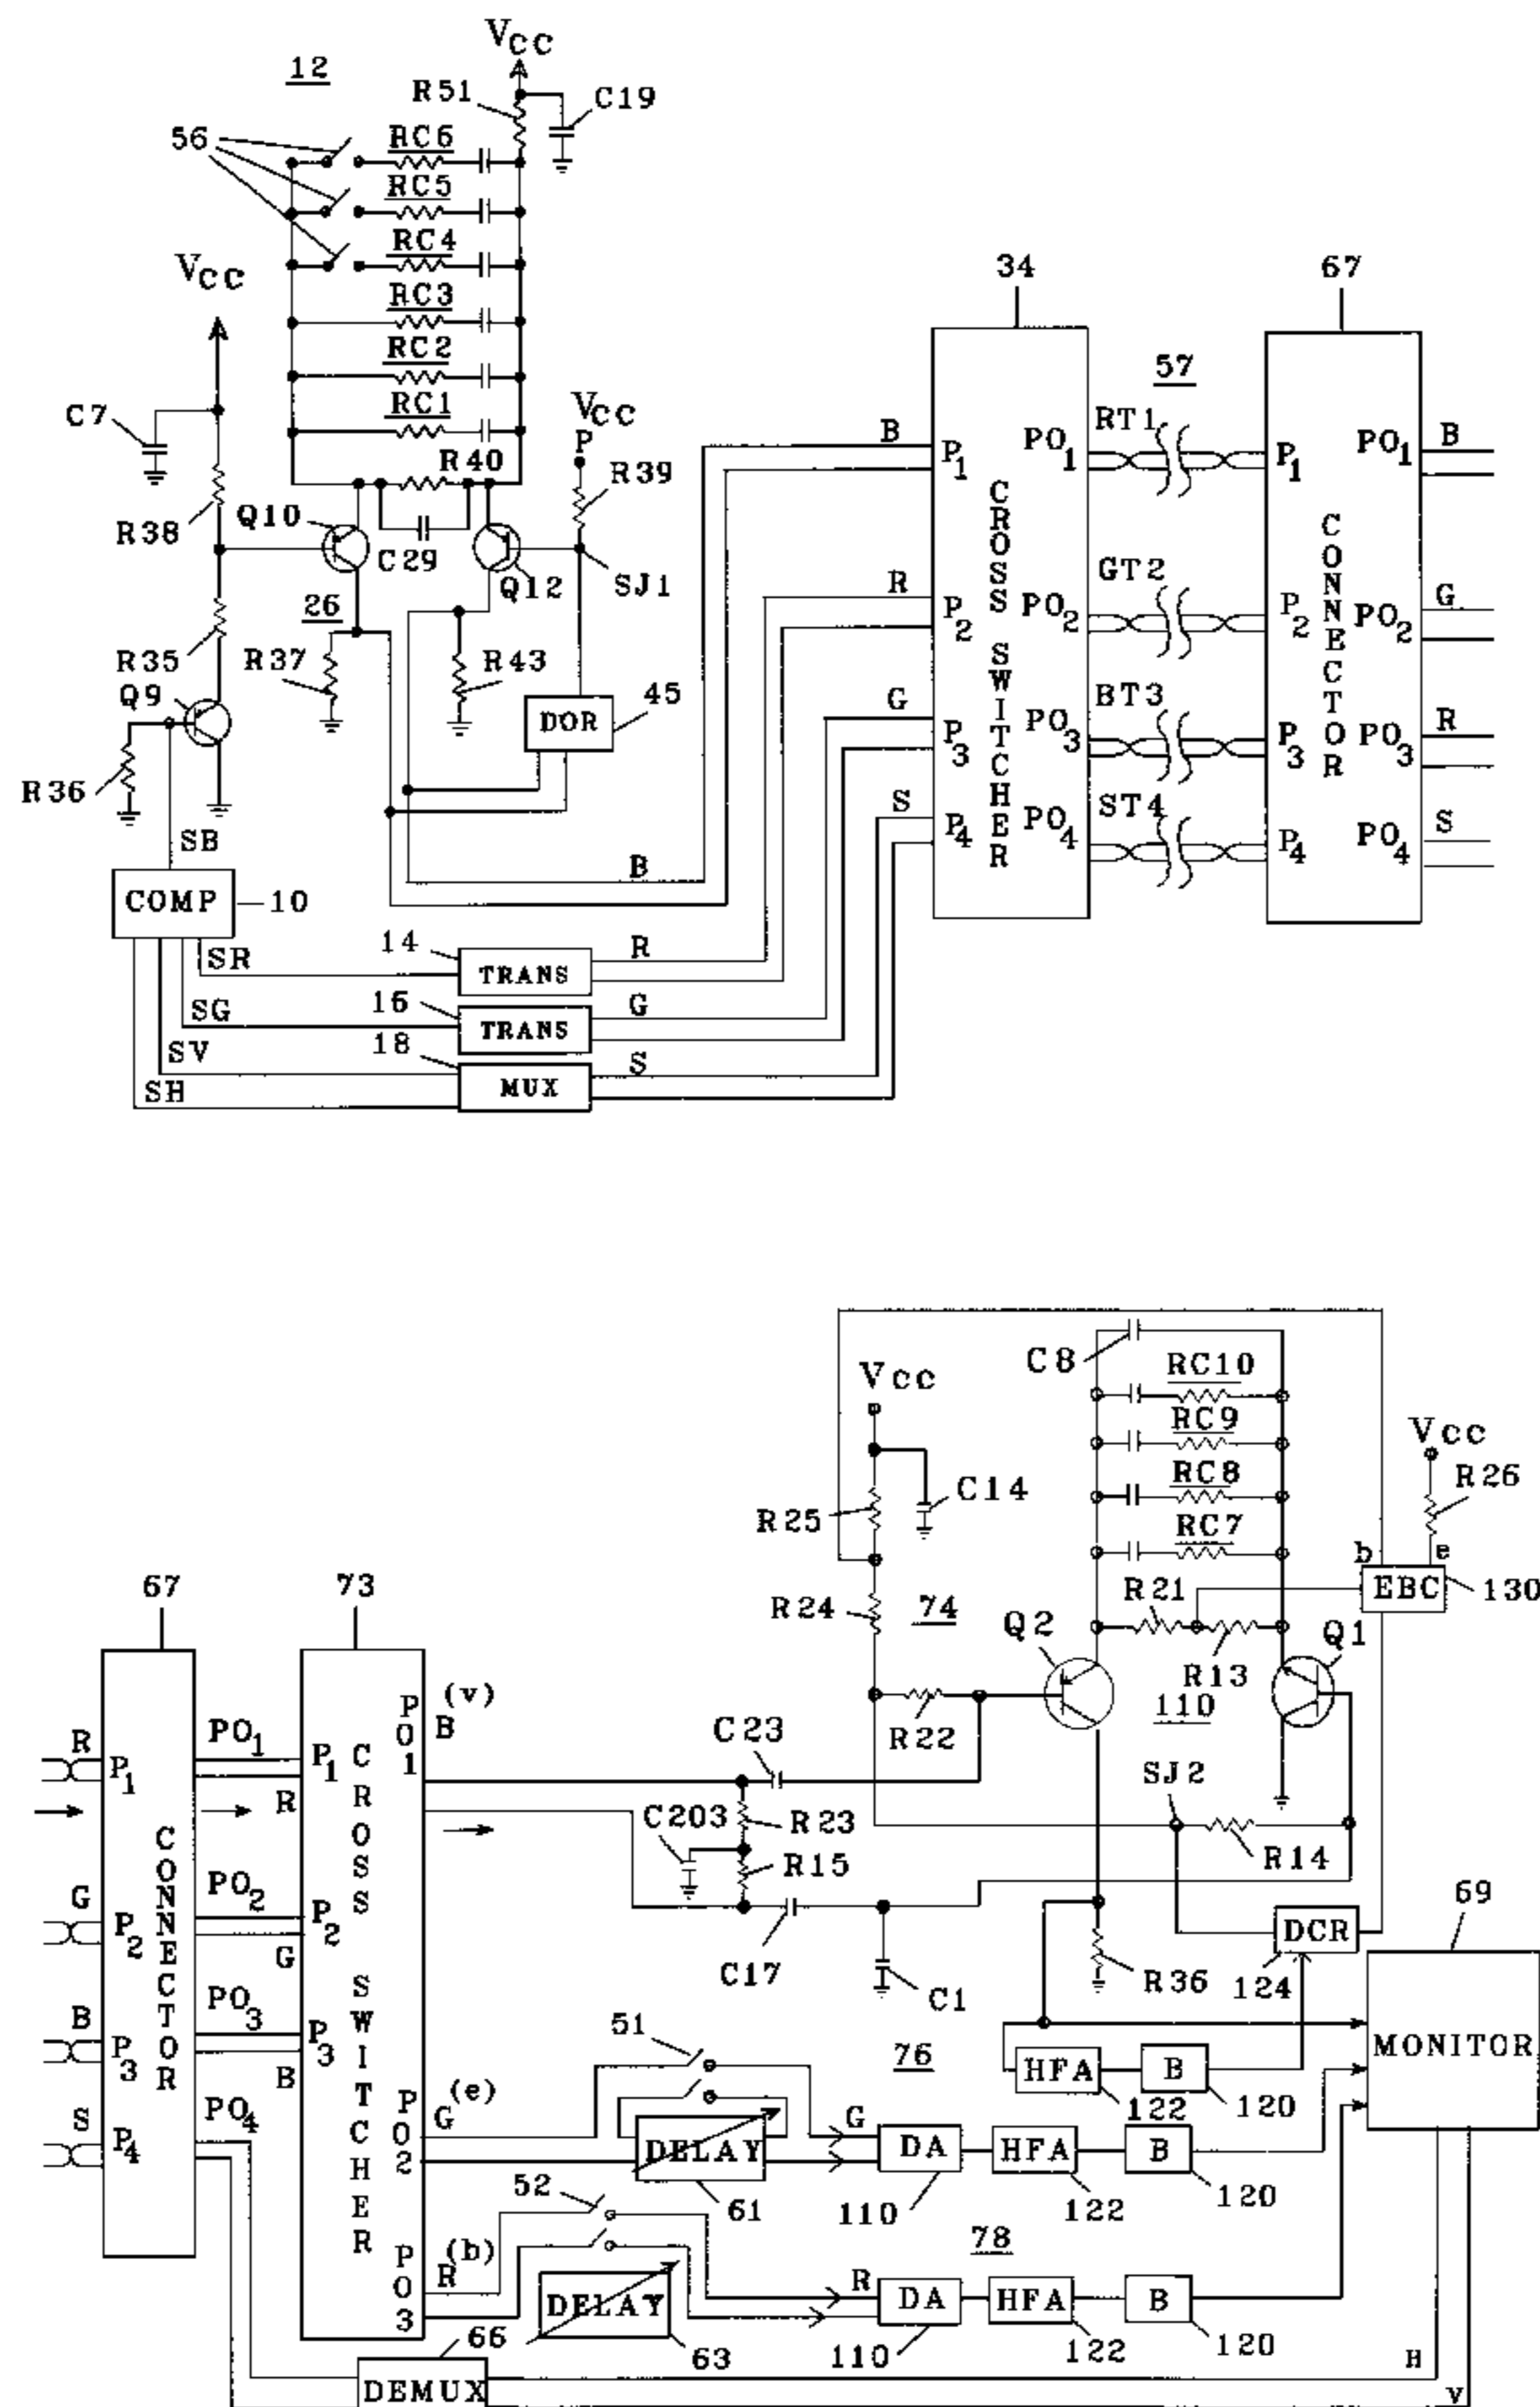 VCC
12
R51
C19
56
RC6
RC5
RC4
RC3
RC2
RC1
VCC
C7
R38
R40
VCC
P
R39
Q10
C29
Q12
SJ1
26
R35
R37
R43
Q9
DOR
45
R36
SB
COMP
10
SR
SG
SV
SH
14
TRANS
R
16
TRANS
G
18
MUX
S
B
34
67
57
B
P1
PO1
RT1
P1
PO1
B
R
P2
PO2
GT2
P2
PO2
G
G
P3
PO3
BT3
P3
PO3
R
S
P4
PO4
ST4
P4
PO4
S
CROSS SWITCHER
CONNECTOR
C8
RC10
RC9
RC8
RC7
VCC
C14
R25
R24
74
VCC
R26
b
e
EBC
130
R21
R13
Q2
Q1
110
R22
C23
SJ2
R14
C203
R23
R15
C17
C1
R36
DCR
124
69
MONITOR
67
73
R
P1
PO1
P1
R
G
P2
PO2
P2
G
B
P3
PO3
P3
B
S
P4
PO4
CONNECTOR
CROSS SWITCHER
PO1
(v)
B
PO2
(e)
G
PO3
(b)
R
51
76
HFA
122
B
120
DELAY
61
G
DA
110
HFA
122
B
120
52
78
DELAY
63
R
DA
110
HFA
122
B
120
66
DEMUX
H
V